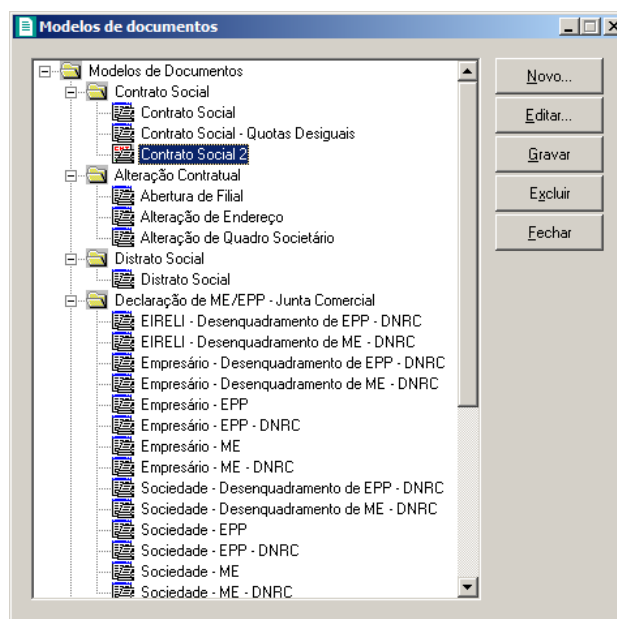 Modelos de documentos
Modelos de Documentos
Contrato Social
Contrato Social
Contrato Social - Quotas Desiguais
Contrato Social 2
Alteração Contratual
Abertura de Filial
Alteração de Endereço
Alteração de Quadro Societário
Distrato Social
Distrato Social
Declaração de ME/EPP - Junta Comercial
EIRELI - Desenquadramento de EPP - DNRC
EIRELI - Desenquadramento de ME - DNRC
Empresário - Desenquadramento de EPP - DNRC
Empresário - Desenquadramento de ME - DNRC
Empresário - EPP
Empresário - EPP - DNRC
Empresário - ME
Empresário - ME - DNRC
Sociedade - Desenquadramento de EPP - DNRC
Sociedade - Desenquadramento de ME - DNRC
Sociedade - EPP
Sociedade - EPP - DNRC
Sociedade - ME
Sociedade - ME - DNRC
Novo...
Editar...
Gravar
Excluir
Fechar